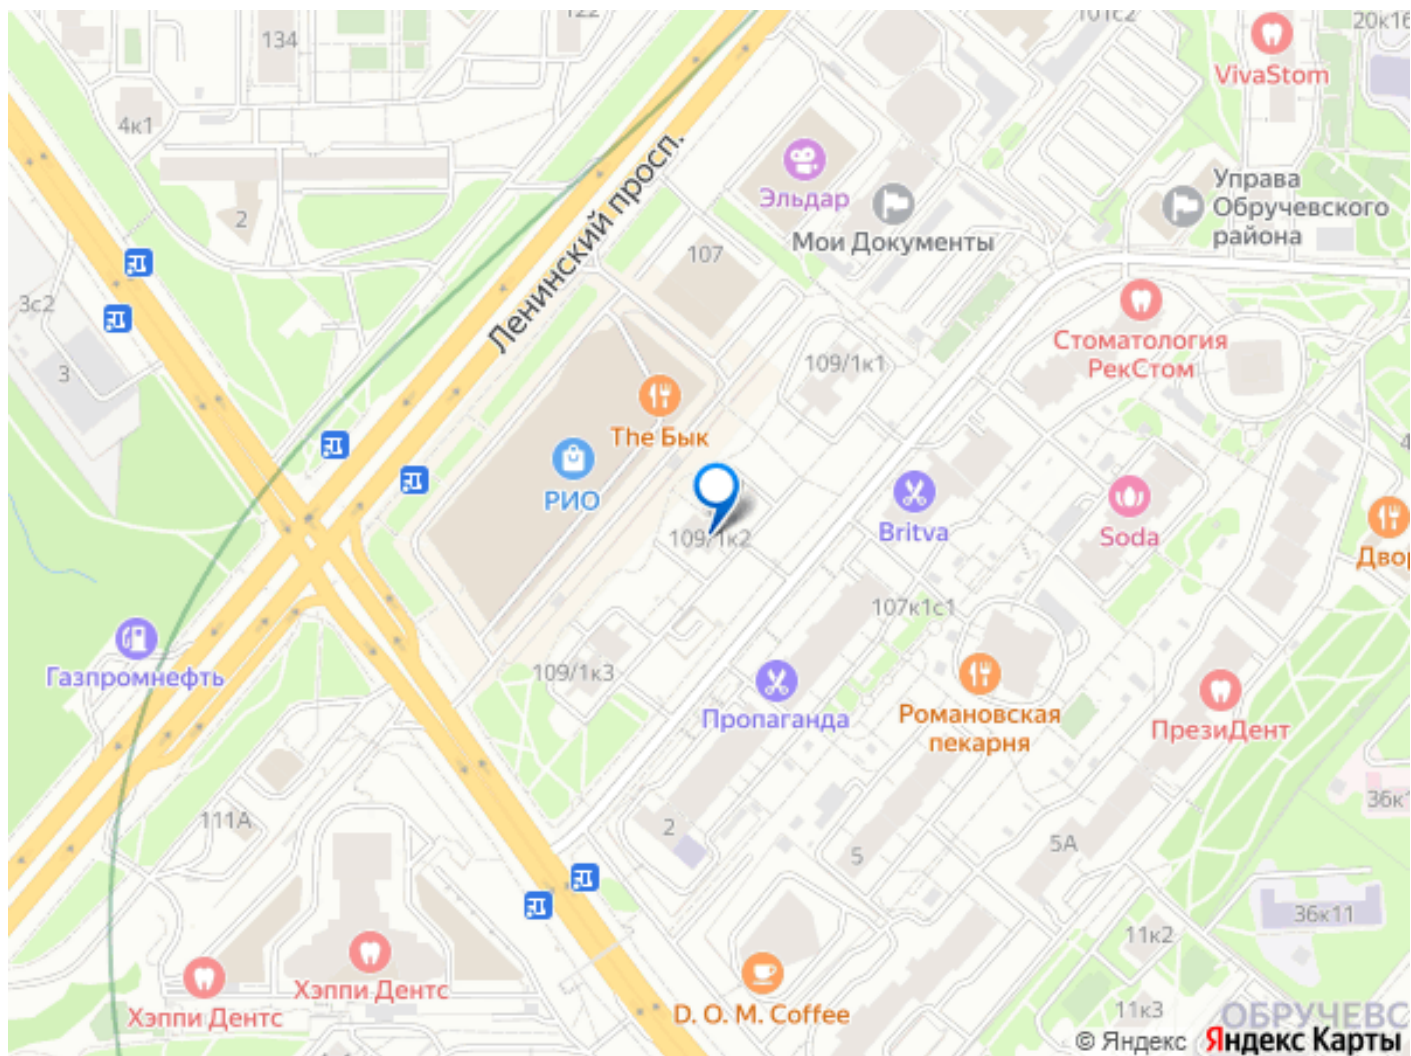 134
122
101с2
20к16
VivaStom
4к1
Ленинский просп.
Эльдар
Управа
Обручевского
района
2
Мои Документы
107
3с2
3
109/1к1
Стоматология
РекСтом
The Бык
РИО
109/1к2
Britva
Soda
Двор
107к1с1
Газпромнефть
109/1к3
Пропаганда
Романовская
пекарня
ПрезиДент
111А
2
5
5А
36к1
36к11
11к2
Хэппи Дентс
Хэппи Дентс
D. O. M. Coffee
11к3
ОБРУЧЕВС
© Яндекс Яндекс Карты